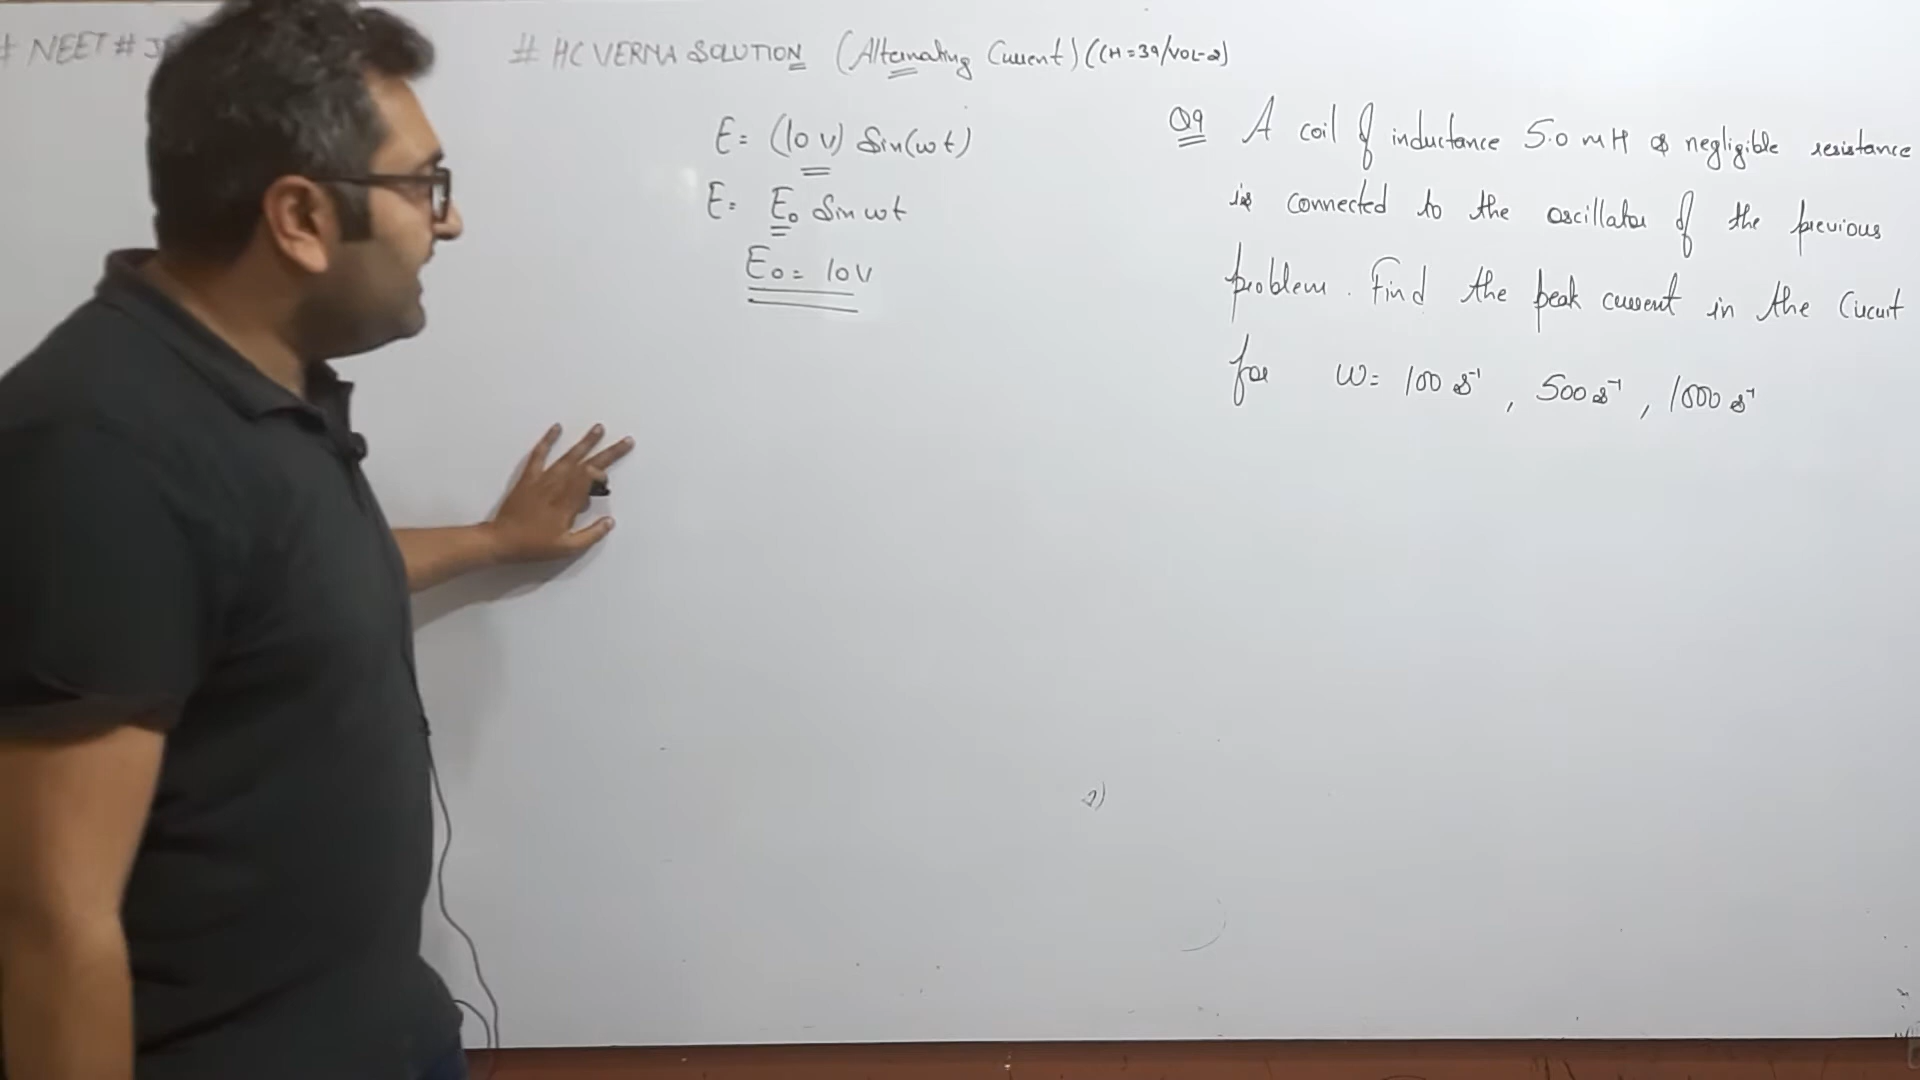 # NEET #
# HC VERMA SOLUTION (Alternating Current) (CH=39/VOL-2)
E= (10 V) Sin(ωt)
E= E₀ Sin ωt
E₀= 10V
Q9 A coil of inductance 5.0 mH & negligible resistance
is connected to the oscillator of the previous
problem. Find the peak current in the Circuit
for ω= 100 s⁻¹, 500 s⁻¹, 1000 s⁻¹